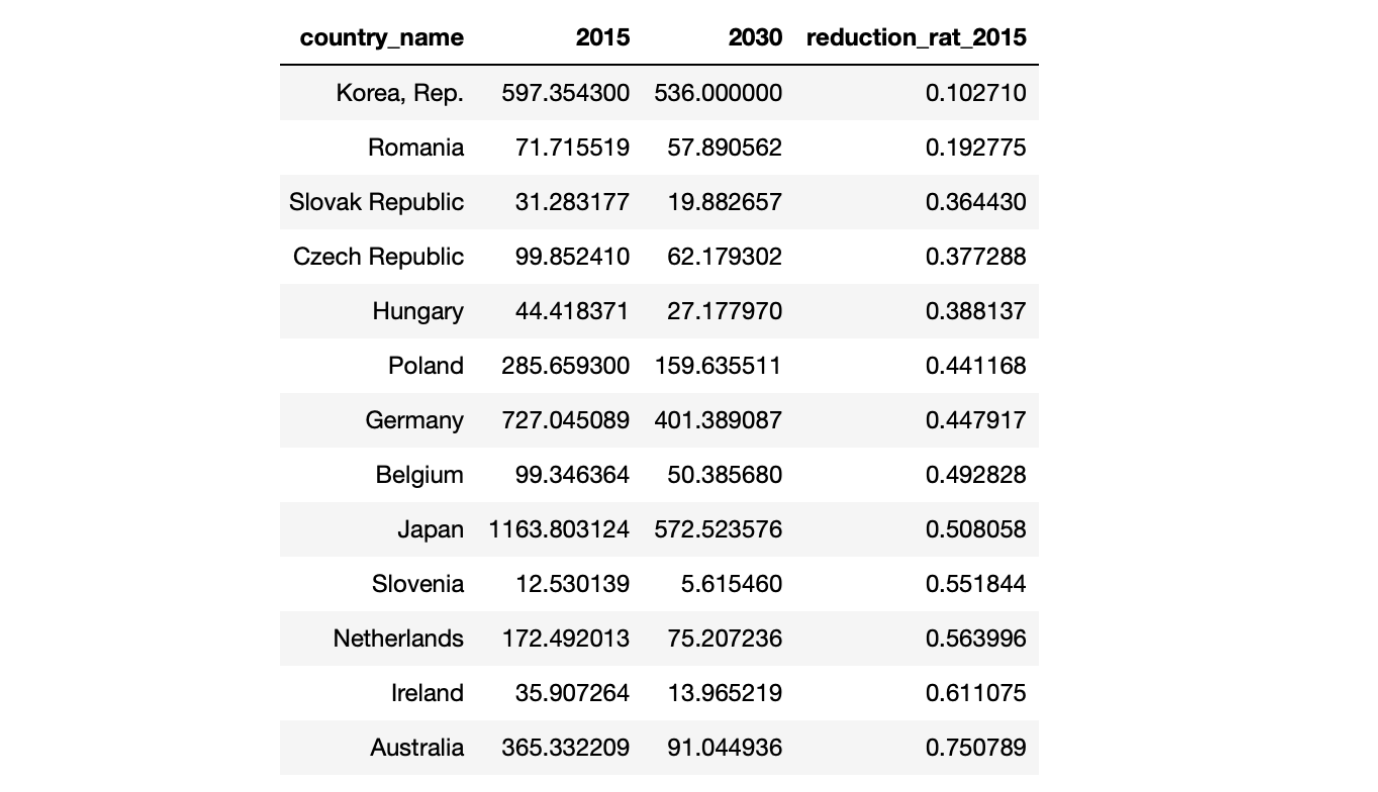 country_name 2015 2030 reduction_rat_2015
Korea, Rep. 597.354300 536.000000 0.102710
Romania 71.715519 57.890562 0.192775
Slovak Republic 31.283177 19.882657 0.364430
Czech Republic 99.852410 62.179302 0.377288
Hungary 44.418371 27.177970 0.388137
Poland 285.659300 159.635511 0.441168
Germany 727.045089 401.389087 0.447917
Belgium 99.346364 50.385680 0.492828
Japan 1163.803124 572.523576 0.508058
Slovenia 12.530139 5.615460 0.551844
Netherlands 172.492013 75.207236 0.563996
Ireland 35.907264 13.965219 0.611075
Australia 365.332209 91.044936 0.750789